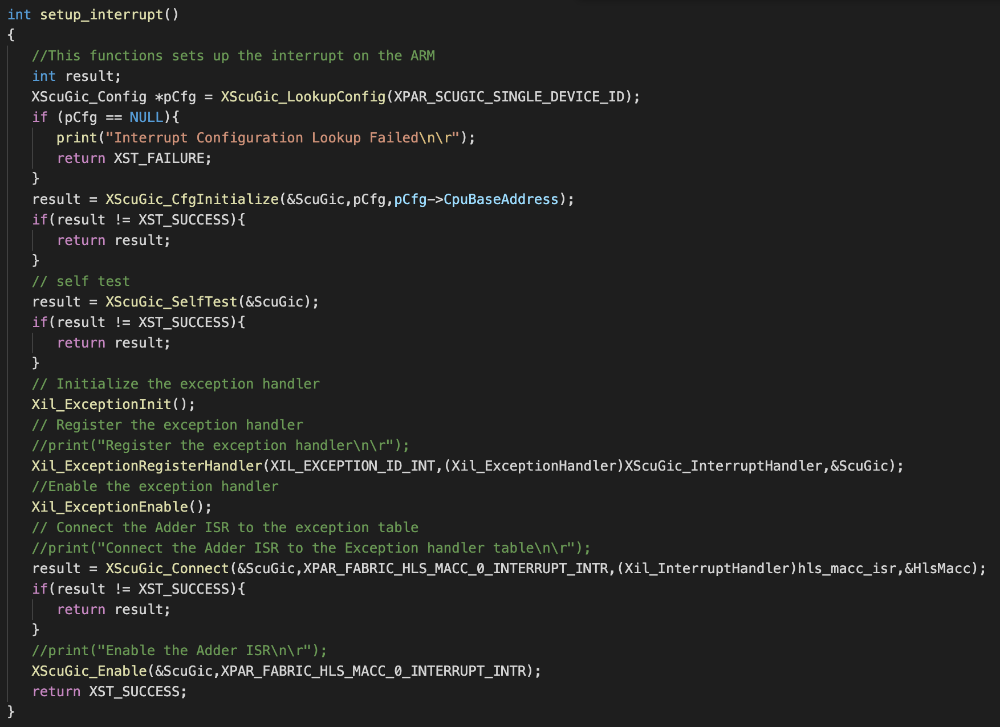 int setup_interrupt()
{
   //This functions sets up the interrupt on the ARM
   int result;
   XScuGic_Config *pCfg = XScuGic_LookupConfig(XPAR_SCUGIC_SINGLE_DEVICE_ID);
   if (pCfg == NULL){
      print("Interrupt Configuration Lookup Failed\n\r");
      return XST_FAILURE;
   }
   result = XScuGic_CfgInitialize(&ScuGic,pCfg,pCfg->CpuBaseAddress);
   if(result != XST_SUCCESS){
      return result;
   }
   // self test
   result = XScuGic_SelfTest(&ScuGic);
   if(result != XST_SUCCESS){
      return result;
   }
   // Initialize the exception handler
   Xil_ExceptionInit();
   // Register the exception handler
   //print("Register the exception handler\n\r");
   Xil_ExceptionRegisterHandler(XIL_EXCEPTION_ID_INT,(Xil_ExceptionHandler)XScuGic_InterruptHandler,&ScuGic);
   //Enable the exception handler
   Xil_ExceptionEnable();
   // Connect the Adder ISR to the exception table
   //print("Connect the Adder ISR to the Exception handler table\n\r");
   result = XScuGic_Connect(&ScuGic,XPAR_FABRIC_HLS_MACC_0_INTERRUPT_INTR,(Xil_InterruptHandler)hls_macc_isr,&HlsMacc);
   if(result != XST_SUCCESS){
      return result;
   }
   //print("Enable the Adder ISR\n\r");
   XScuGic_Enable(&ScuGic,XPAR_FABRIC_HLS_MACC_0_INTERRUPT_INTR);
   return XST_SUCCESS;
}